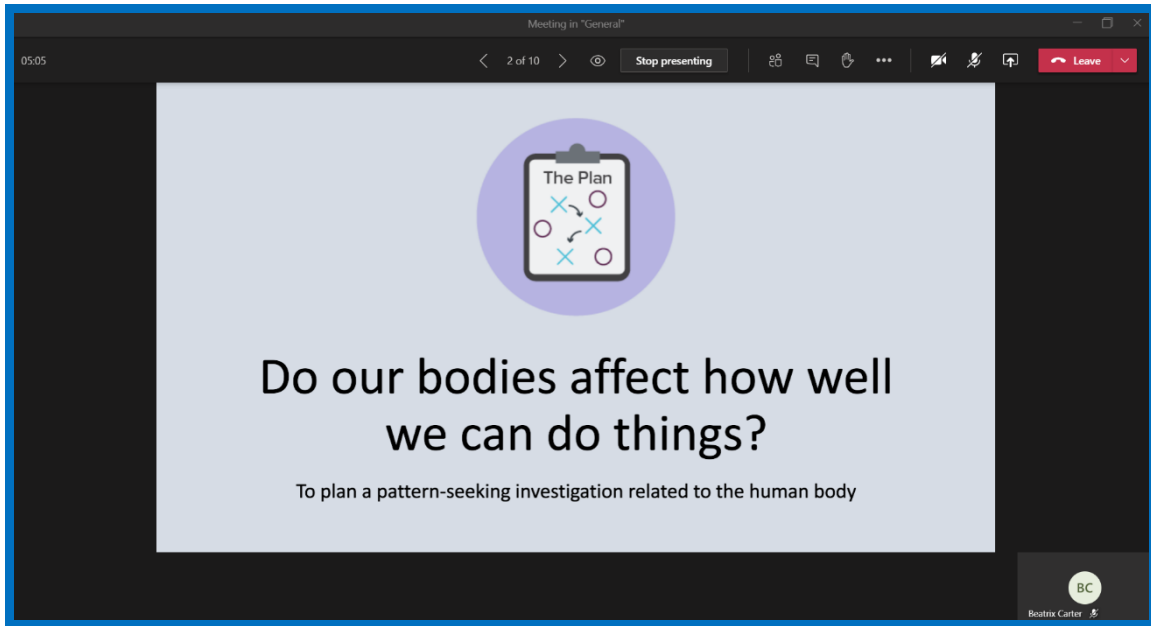 Meeting in "General"
05:05
2 of 10
Stop presenting
Leave
The Plan
Do our bodies affect how well
we can do things?
To plan a pattern-seeking investigation related to the human body
BC
Beatrix Carter